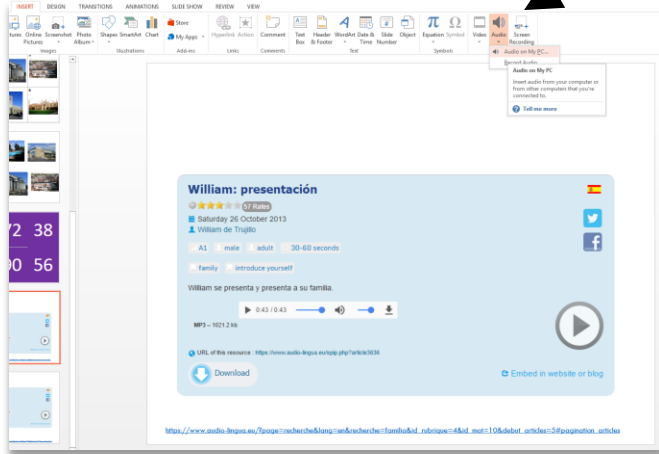 INSERT DESIGN TRANSITIONS ANIMATIONS SLIDE SHOW REVIEW VIEW
Online Pictures
Screenshot
Photo Album
Shapes
SmartArt
Chart
Store
My Apps
Hyperlink
Action
Comment
Text Box
Header & Footer
WordArt
Date & Time
Slide Number
Object
Equation
Symbol
Video
Audio
Screen Recording
Images
Illustrations
Add-ins
Links
Comments
Text
Symbols
Audio on My PC...
Record Audio
Audio on My PC
Insert audio from your computer or
from other computers that you're
connected to.
Tell me more
72 38
90 56
William: presentación
57 Rates
Saturday 26 October 2013
William de Trujillo
A1 male adult 30-60 seconds
family introduce yourself
William se presenta y presenta a su familia.
0:43 / 0:43
MP3 – 1021.2 kb
URL of this resource : https://www.audio-lingua.eu/spip.php?article3636
Download
Embed in website or blog
https://www.audio-lingua.eu/?page=recherche&lang=en&recherche=familia&id_rubrique=4&id_mot=10&debut_articles=5#pagination_articles